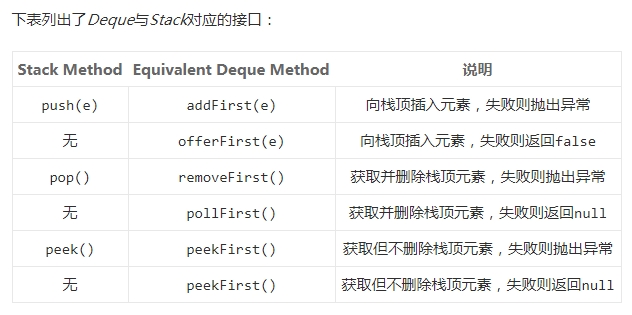 下表列出了Deque与Stack对应的接口：
Stack Method Equivalent Deque Method 说明
push(e) addFirst(e) 向栈顶插入元素，失败则抛出异常
无 offerFirst(e) 向栈顶插入元素，失败则返回false
pop() removeFirst() 获取并删除栈顶元素，失败则抛出异常
无 pollFirst() 获取并删除栈顶元素，失败则返回null
peek() peekFirst() 获取但不删除栈顶元素，失败则抛出异常
无 peekFirst() 获取但不删除栈顶元素，失败则返回null